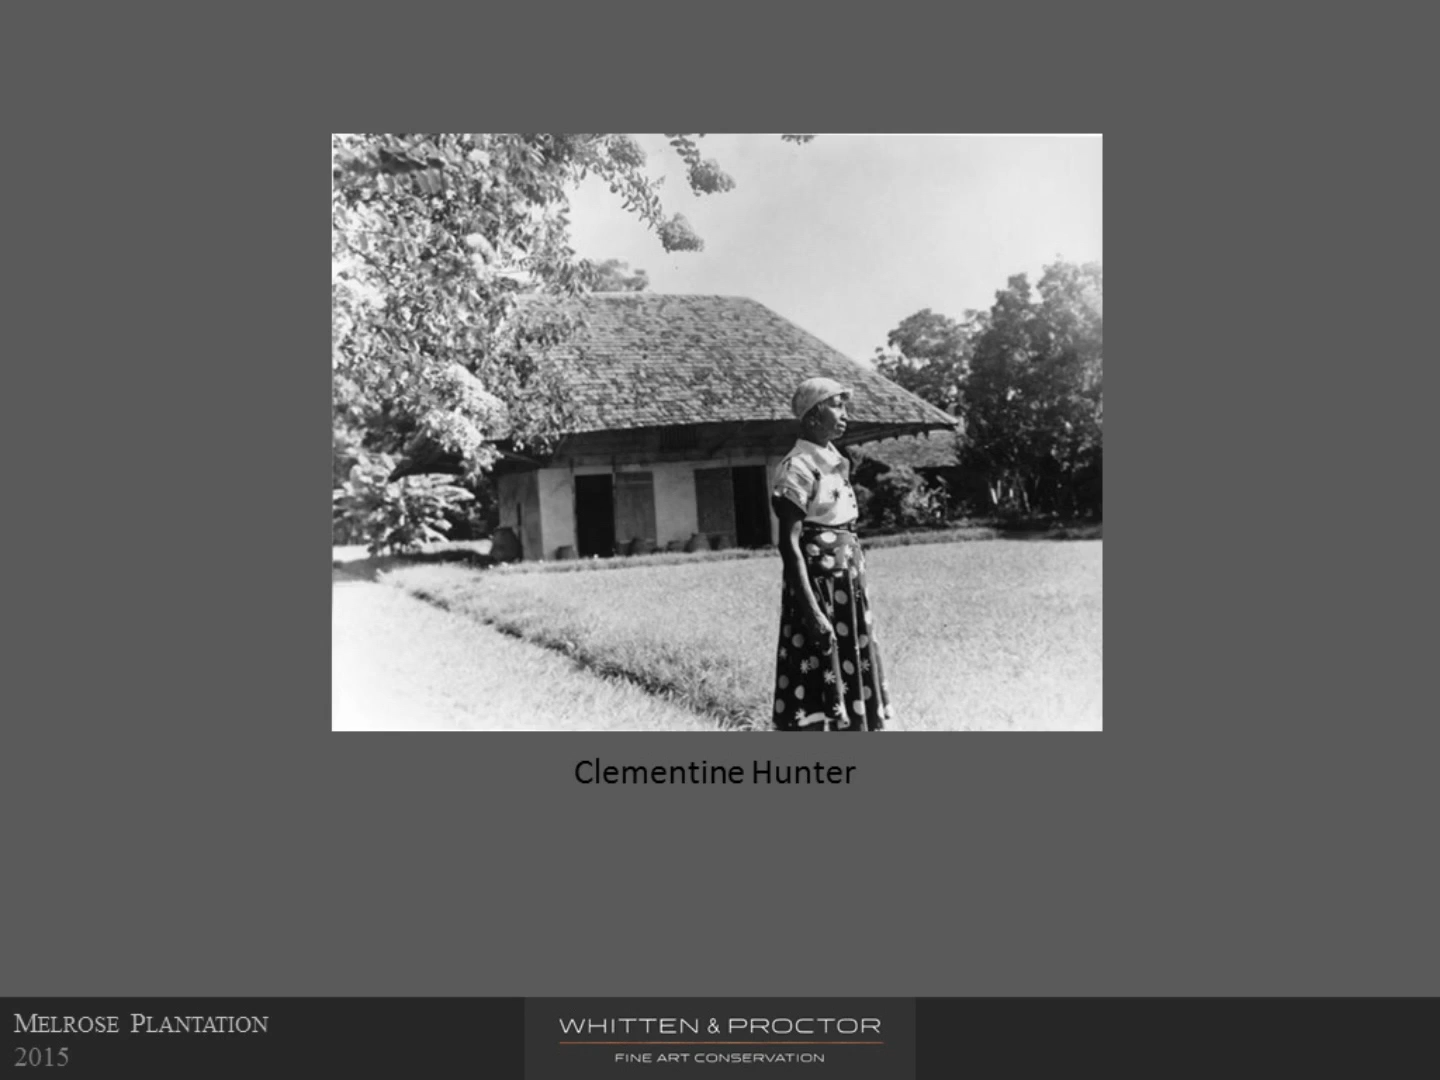 Clementine Hunter
MELROSE PLANTATION
2015
WHITTEN & PROCTOR
FINE ART CONSERVATION